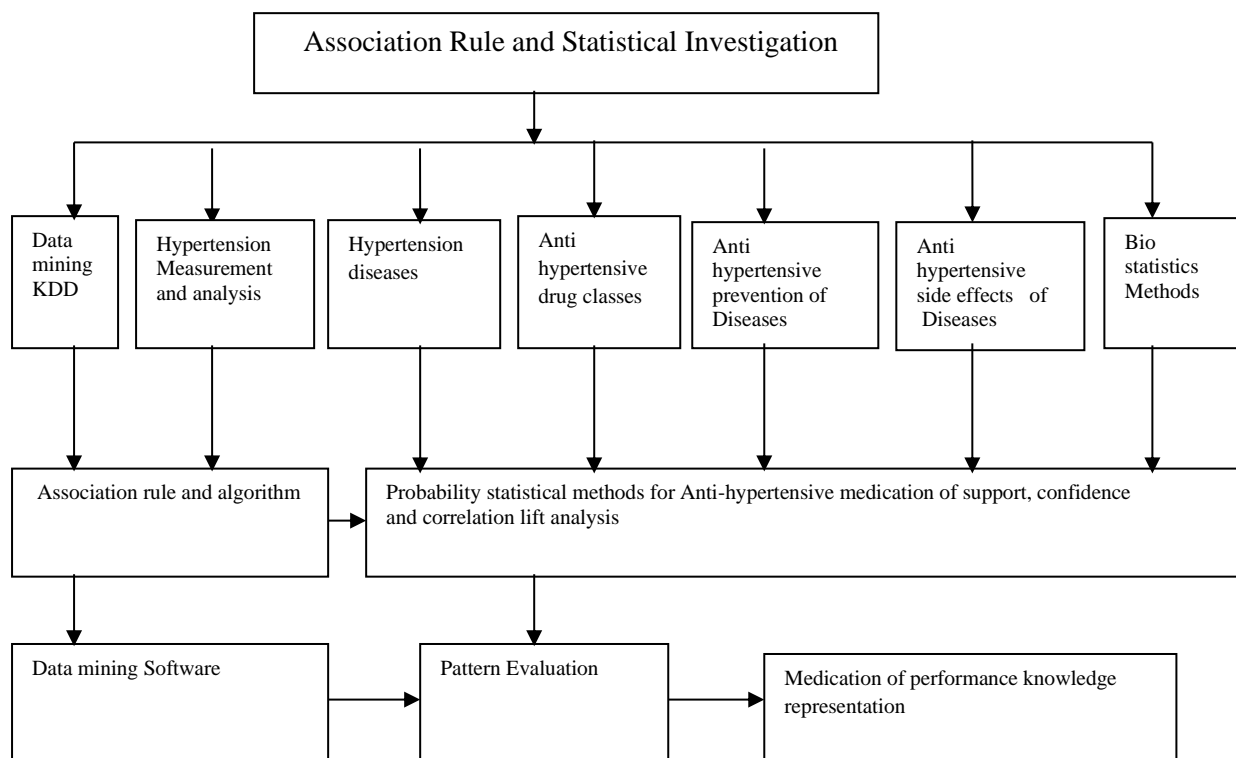 Association Rule and Statistical Investigation
Data
mining
KDD
Hypertension
Measurement
and analysis
Hypertension
diseases
Anti
hypertensive
drug classes
Anti
hypertensive
prevention of
Diseases
Anti
hypertensive
side effects of
Diseases
Bio
statistics
Methods
Association rule and algorithm
Probability statistical methods for Anti-hypertensive medication of support, confidence
and correlation lift analysis
Data mining Software
Pattern Evaluation
Medication of performance knowledge
representation